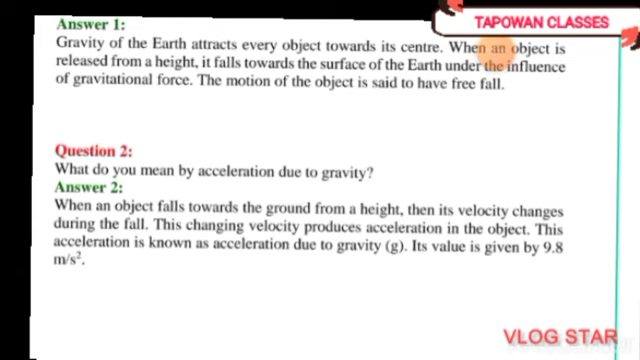 TAPOWAN CLASSES
Answer 1:
Gravity of the Earth attracts every object towards its centre. When an object is
released from a height, it falls towards the surface of the Earth under the influence
of gravitational force. The motion of the object is said to have free fall.
Question 2:
What do you mean by acceleration due to gravity?
Answer 2:
When an object falls towards the ground from a height, then its velocity changes
during the fall. This changing velocity produces acceleration in the object. This
acceleration is known as acceleration due to gravity (g). Its value is given by 9.8
m/s².
VLOG STAR